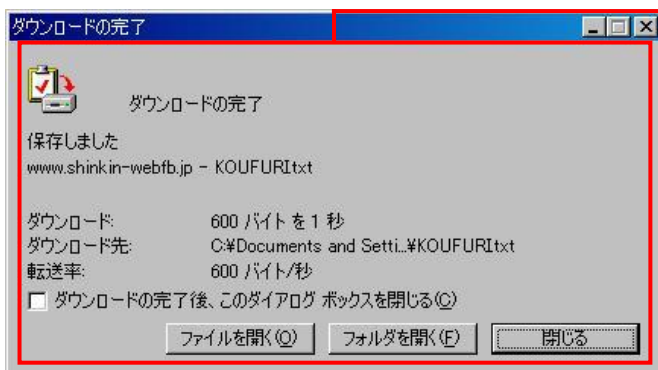 ダウンロードの完了
ダウンロードの完了
保存しました
www.shinkin-webfb.jp - KOUFURItxt
ダウンロード: 600 バイト を 1 秒
ダウンロード先: C:¥Documents and Setti...¥KOUFURItxt
転送率: 600 バイト/秒
ダウンロードの完了後、このダイアログ ボックスを閉じる(C)
ファイルを開く(O) フォルダを開く(F) 閉じる